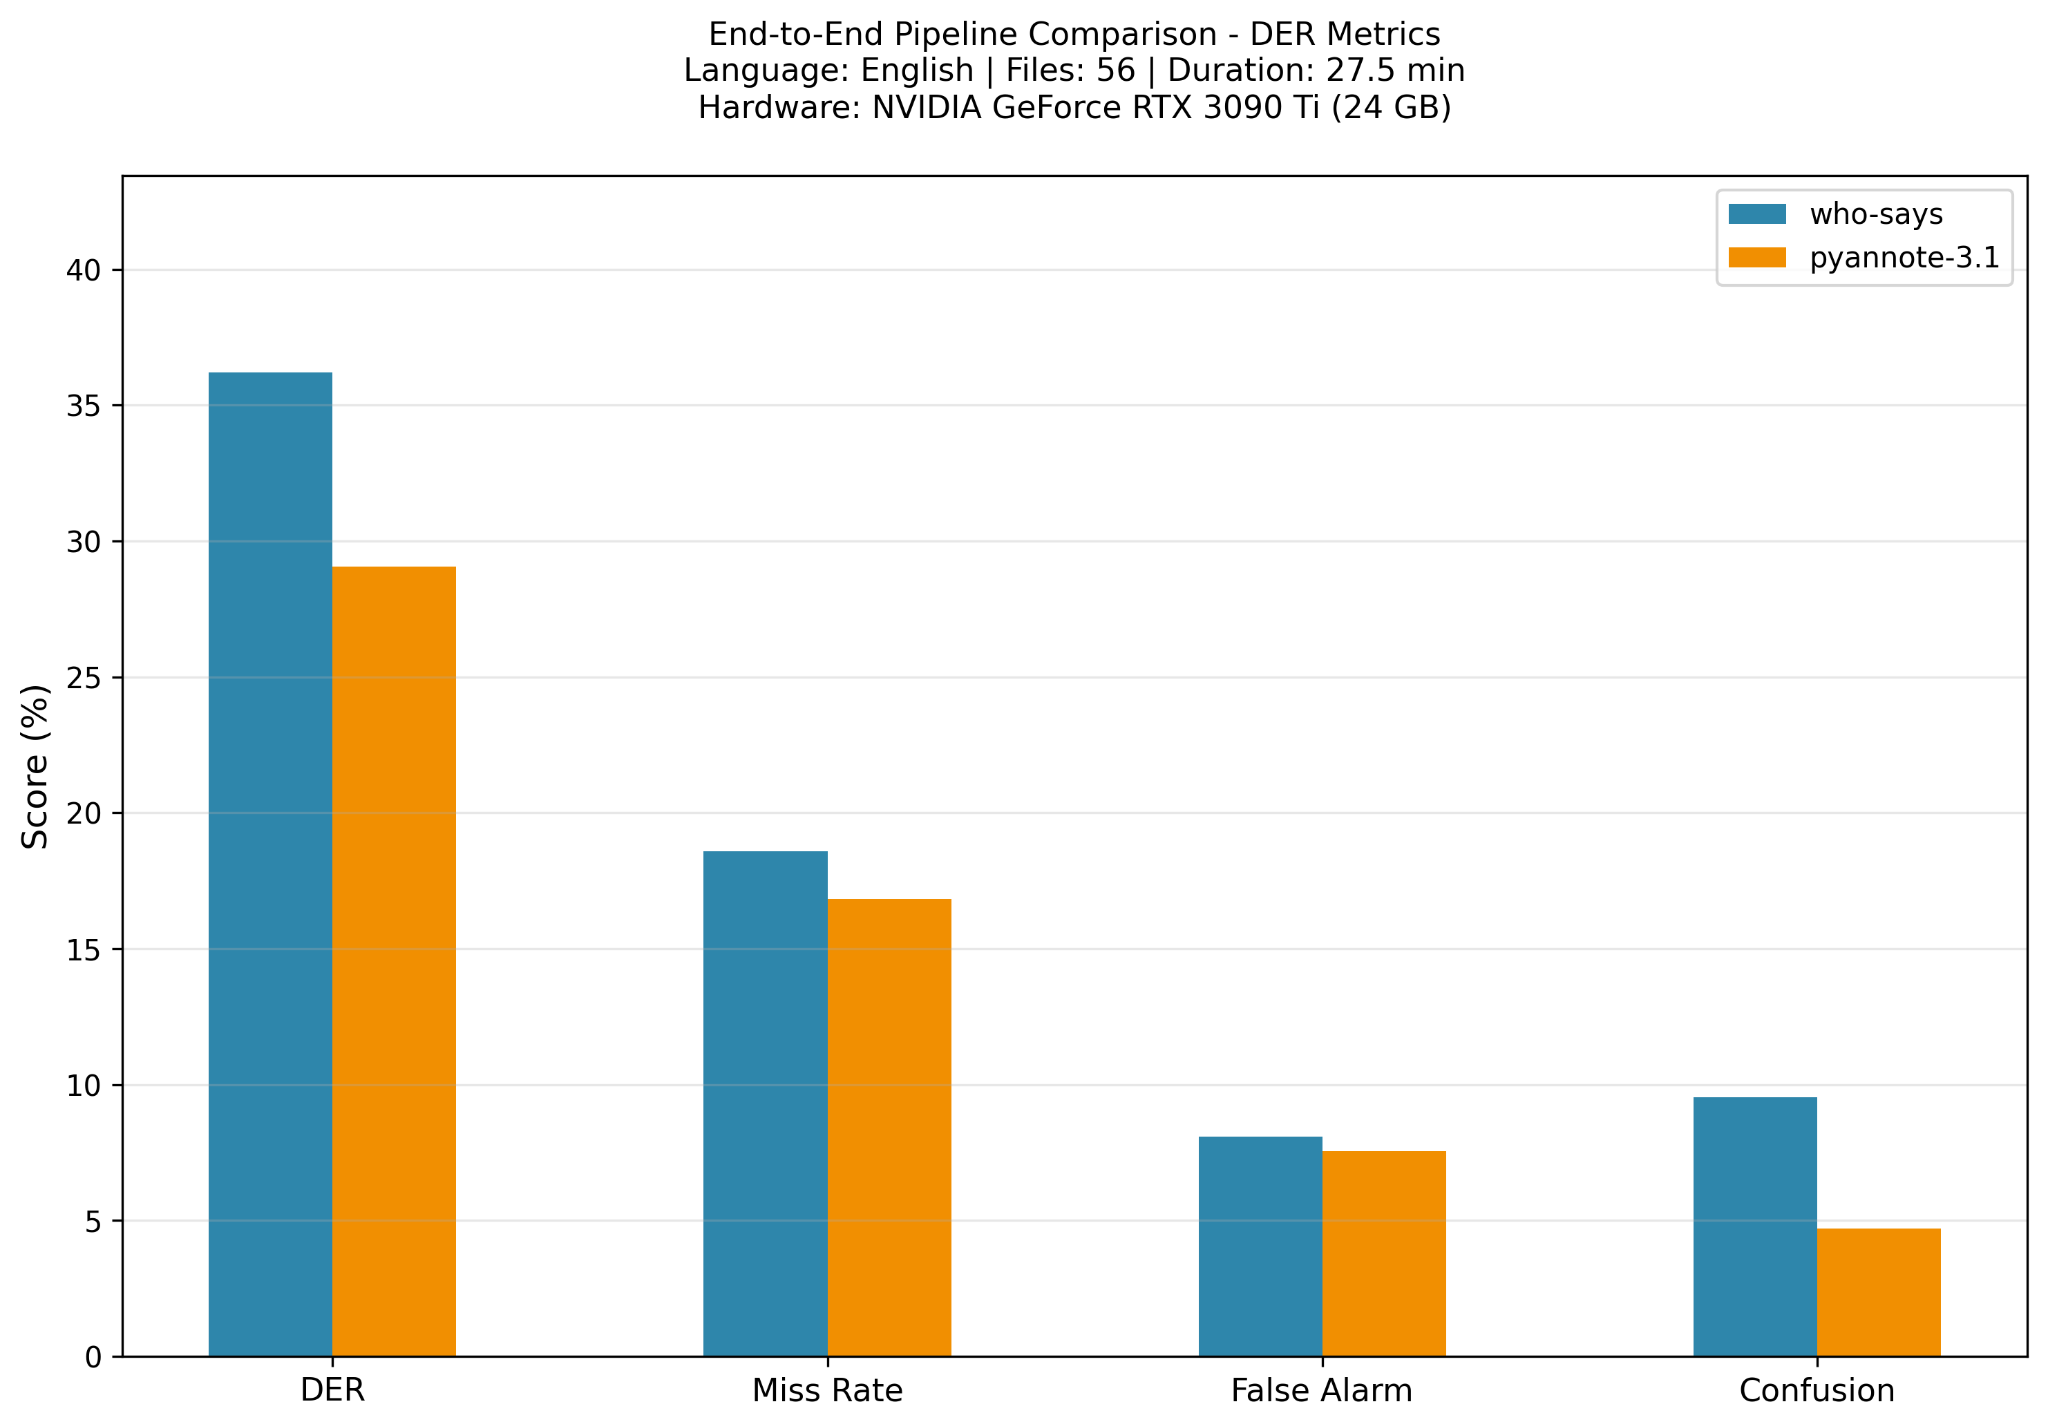 End-to-End Pipeline Comparison - DER Metrics
Language: English | Files: 56 | Duration: 27.5 min
Hardware: NVIDIA GeForce RTX 3090 Ti (24 GB)
who-says
pyannote-3.1
Score (%)
40
35
30
25
20
15
10
5
0
DER
Miss Rate
False Alarm
Confusion